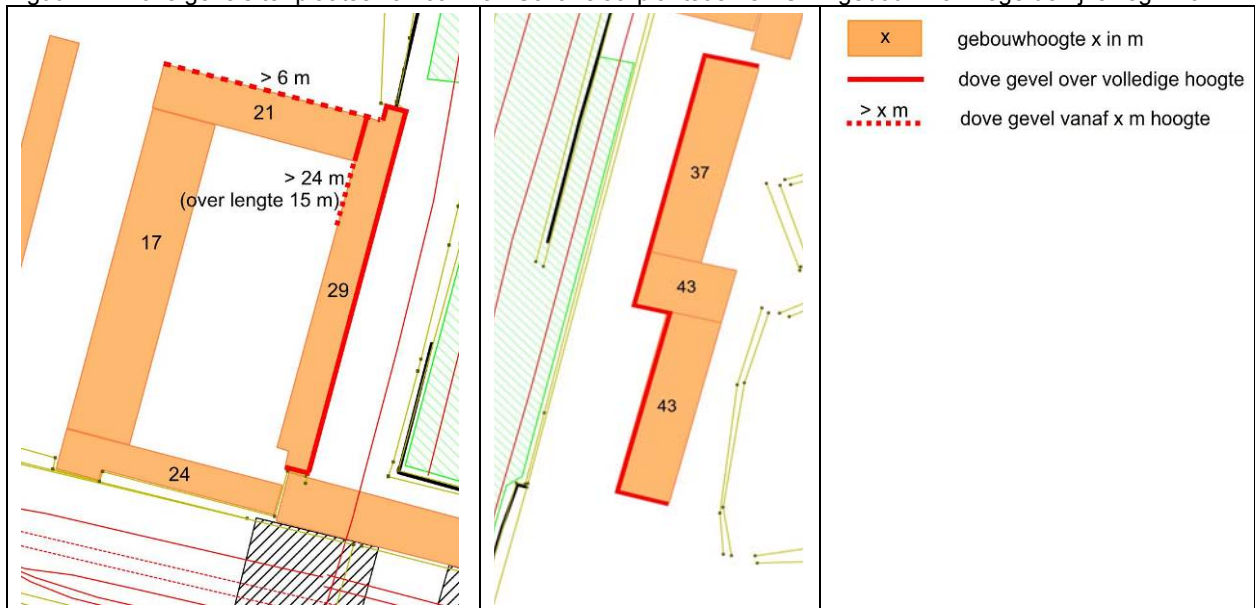 > 6 m
21
> 24 m
(over lengte 15 m)
17
29
24
37
43
43
x gebouwhoogte x in m
dove gevel over volledige hoogte
> x m
dove gevel vanaf x m hoogte